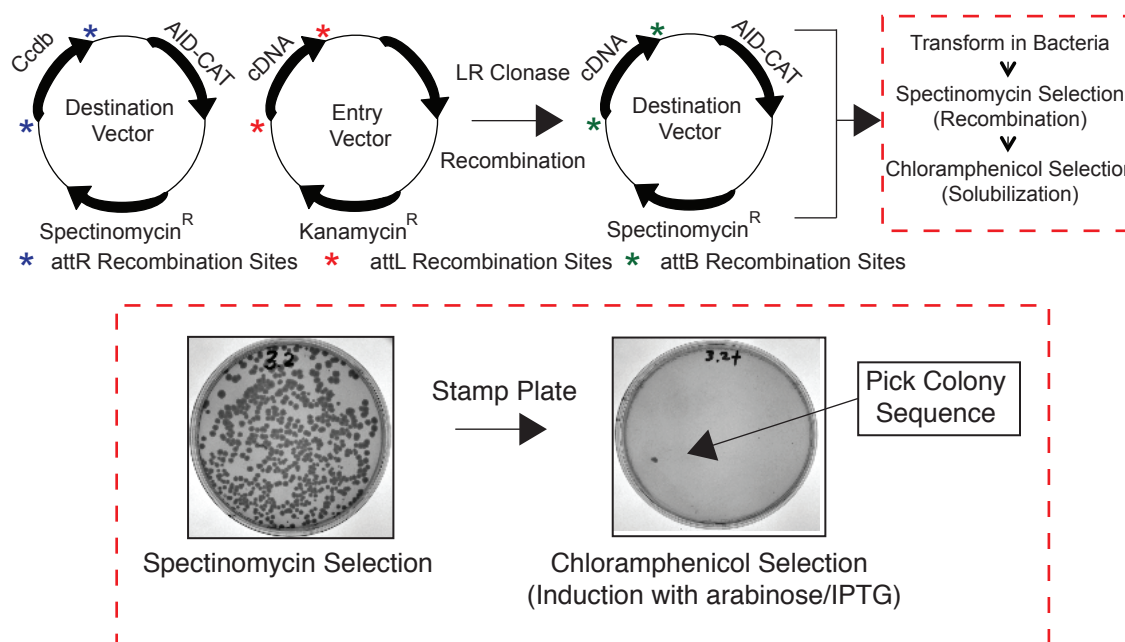 Ccdb
AID-CAT
Destination
Vector
Spectinomycin^R
cDNA
Entry
Vector
Kanamycin^R
LR Clonase
Recombination
cDNA
AID-CAT
Destination
Vector
Spectinomycin^R
Transform in Bacteria
Spectinomycin Selection
(Recombination)
Chloramphenicol Selection
(Solubilization)
* attR Recombination Sites * attL Recombination Sites * attB Recombination Sites
32
Spectinomycin Selection
Stamp Plate
3.2+
Chloramphenicol Selection
(Induction with arabinose/IPTG)
Pick Colony
Sequence